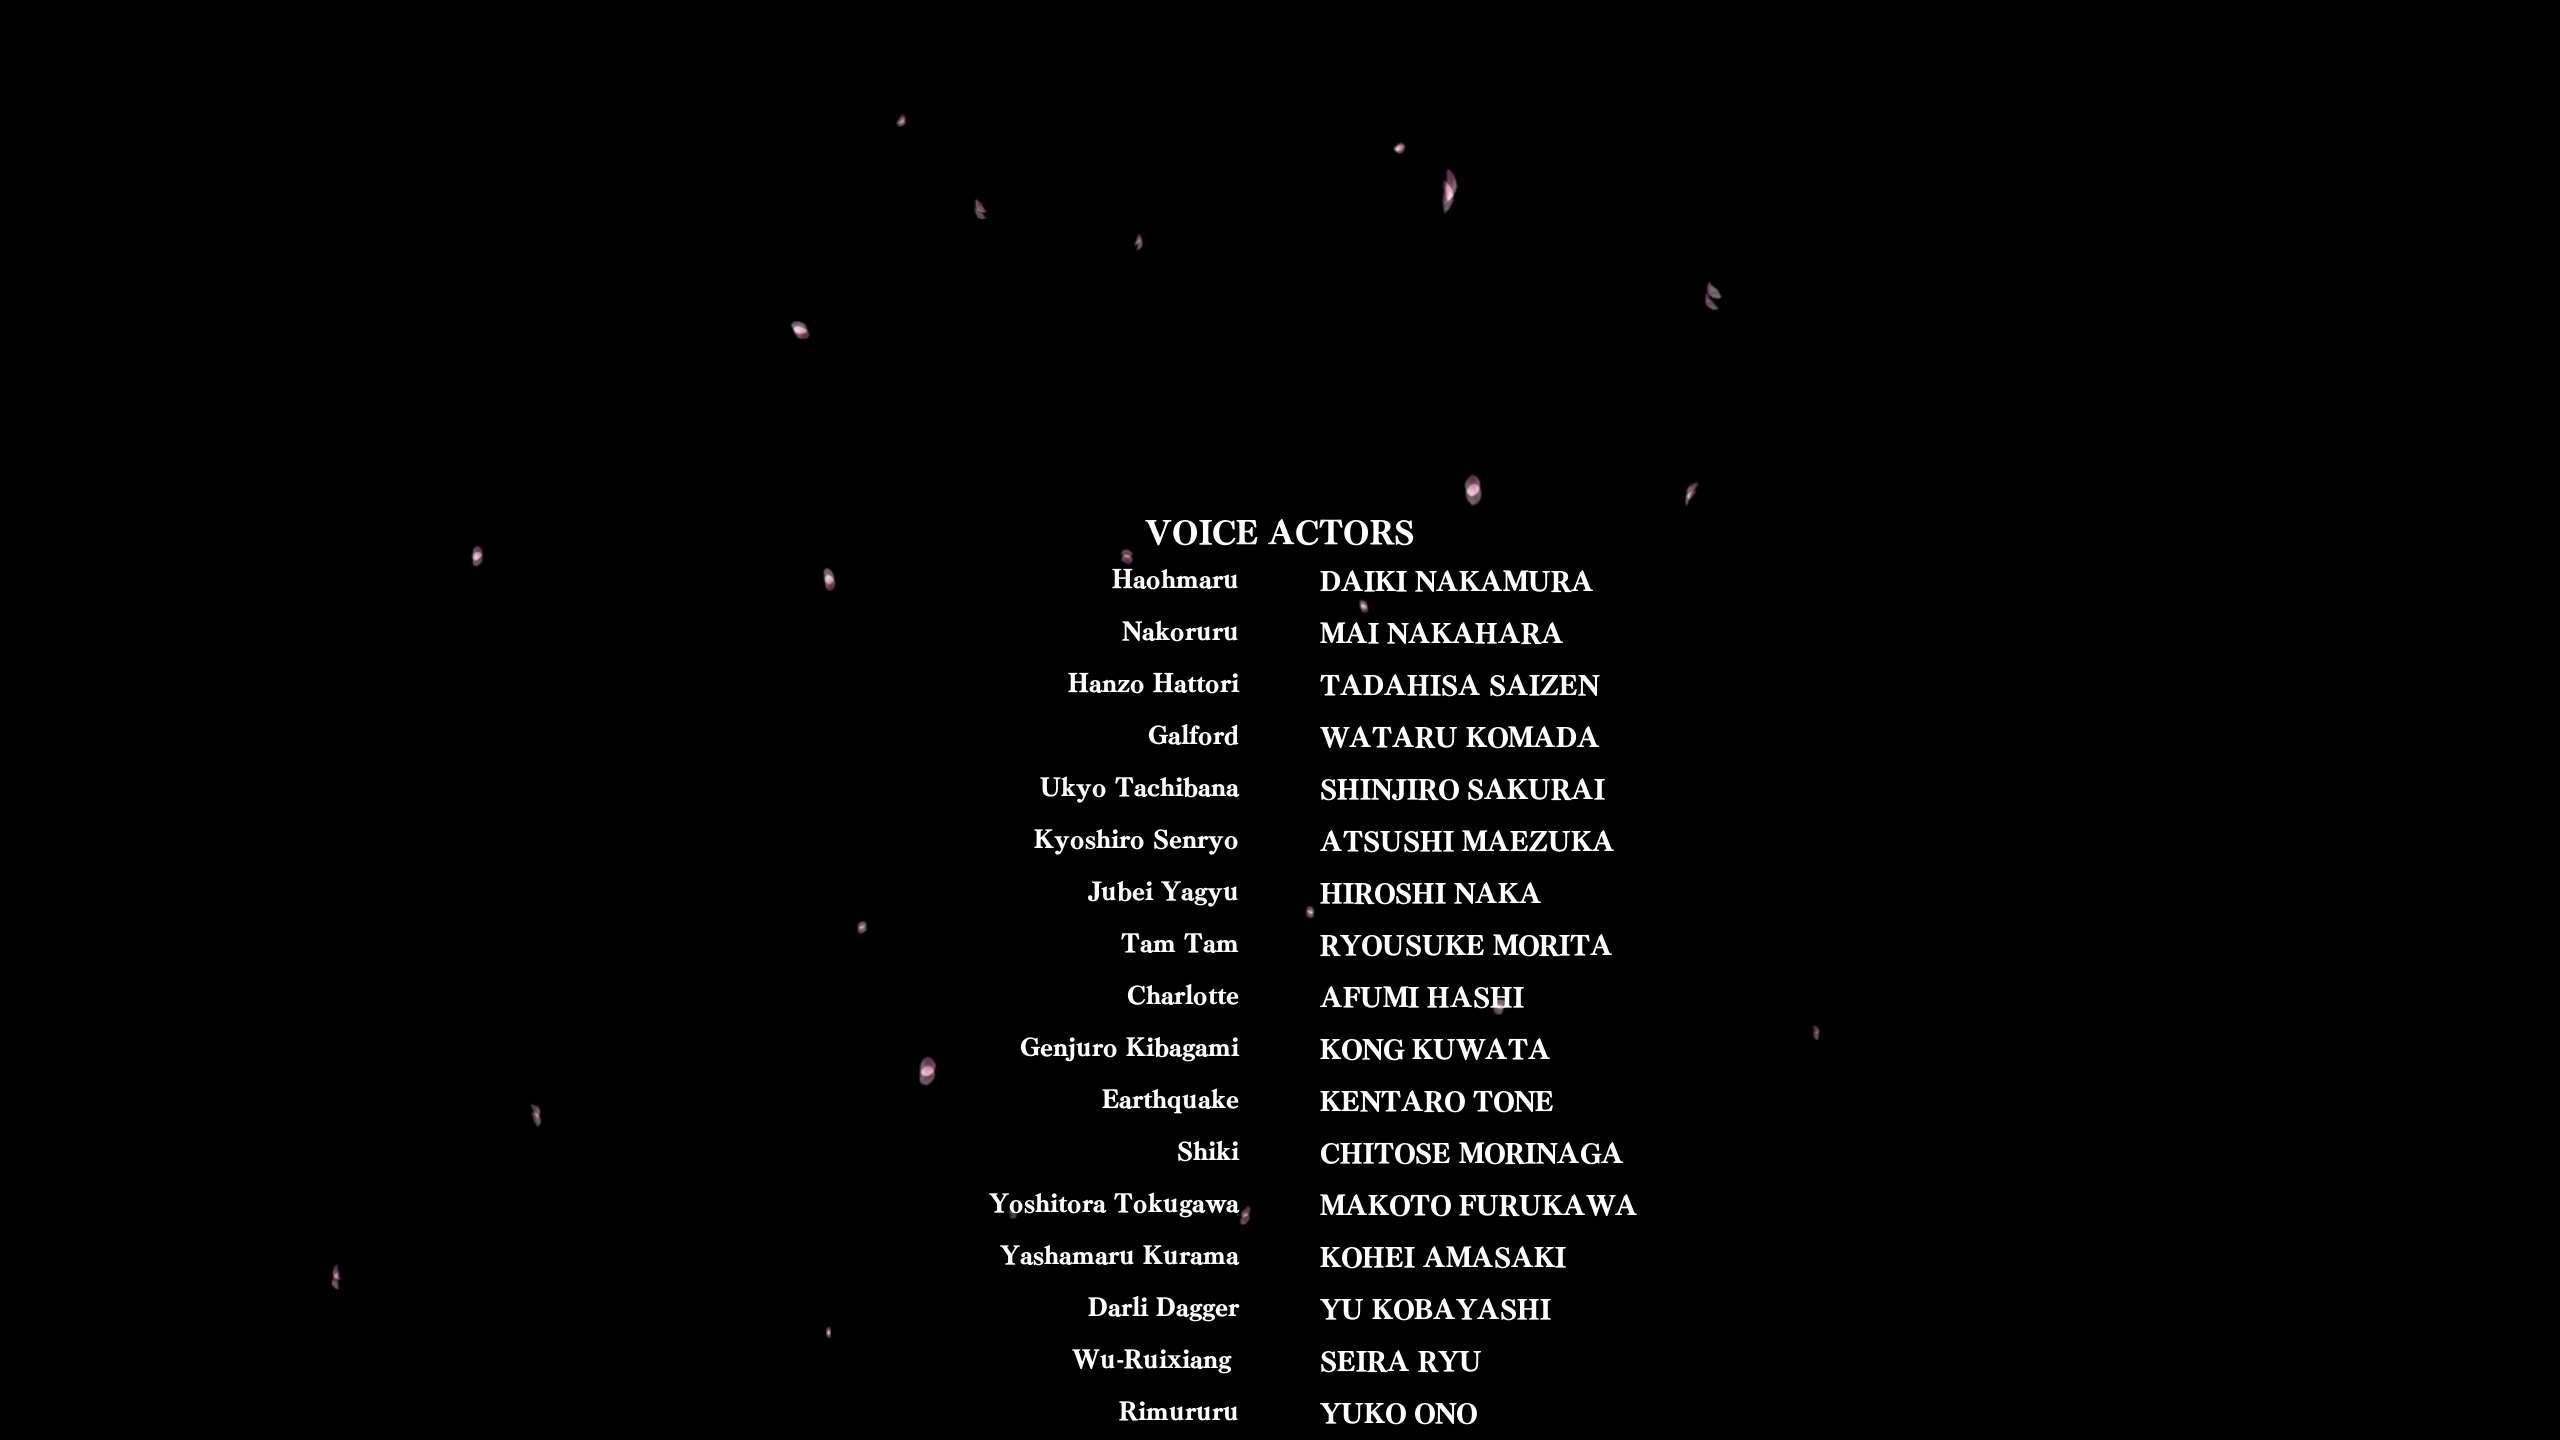 VOICE ACTORS
Haohmaru DAIKI NAKAMURA
Nakoruru MAI NAKAHARA
Hanzo Hattori TADAHISA SAIZEN
Galford WATARU KOMADA
Ukyo Tachibana SHINJIRO SAKURAI
Kyoshiro Senryo ATSUSHI MAEZUKA
Jubei Yagyu HIROSHI NAKA
Tam Tam RYOUSUKE MORITA
Charlotte AFUMI HASHI
Genjuro Kibagami KONG KUWATA
Earthquake KENTARO TONE
Shiki CHITOSE MORINAGA
Yoshitora Tokugawa MAKOTO FURUKAWA
Yashamaru Kurama KOHEI AMASAKI
Darli Dagger YU KOBAYASHI
Wu-Ruixiang SEIRA RYU
Rimururu YUKO ONO